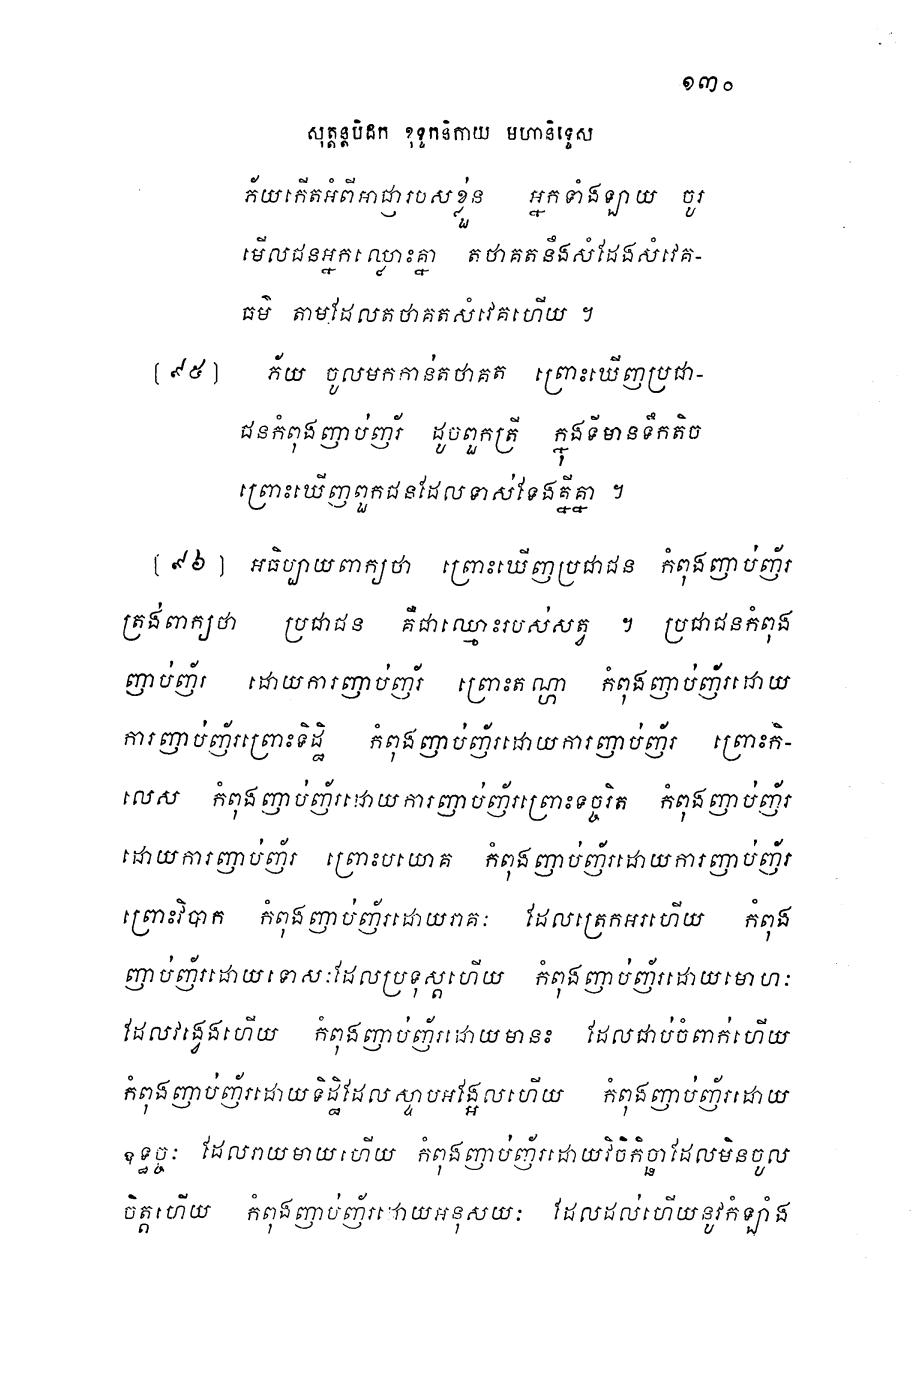 ១៣០
សុត្តន្តបិដក ខុទ្ទកនិកាយ មហានិទ្ទេស
ភ័យកើតអំពីអាជ្ញារបស់ខ្លួន អ្នកទាំងឡាយ ចូរ
មើលជនអ្នកឈ្លោះគ្នា តថាគតនឹងសំដែងសំវេគ-
ធម៌ តាមដែលតថាគតសំវេគហើយ ។
[៩៥] ភ័យ ចូលមកកាន់តថាគត ព្រោះឃើញប្រជា-
ជនកំពុងញាប់ញ័រ ដូចពួកត្រី ក្នុងទីមានទឹកតិច
ព្រោះឃើញពួកជនដែលទាស់ទែងគ្នីគ្នា ។
[៩៦] អធិប្បាយពាក្យថា ព្រោះឃើញប្រជាជន កំពុងញាប់ញ័រ
ត្រង់ពាក្យថា ប្រជាជន គឺជាឈ្មោះរបស់សត្វ ។ ប្រជាជនកំពុង
ញាប់ញ័រ ដោយការញាប់ញ័រ ព្រោះតណ្ហា កំពុងញាប់ញ័រដោយ
ការញាប់ញ័រព្រោះទិដ្ឋិ កំពុងញាប់ញ័រដោយការញាប់ញ័រ ព្រោះកិ-
លេស កំពុងញាប់ញ័រដោយការញាប់ញ័រព្រោះទច្ចរិត កំពុងញាប់ញ័រ
ដោយការញាប់ញ័រ ព្រោះបយោគ កំពុងញាប់ញ័រដោយការញាប់ញ័រ
ព្រោះវិបាក កំពុងញាប់ញ័រដោយរាគៈ ដែលត្រេកអរហើយ កំពុង
ញាប់ញ័រដោយទោសៈដែលប្រទុស្តហើយ កំពុងញាប់ញ័រដោយមោហៈ
ដែលវង្វេងហើយ កំពុងញាប់ញ័រដោយមានះ ដែលជាប់ចំពាក់ហើយ
កំពុងញាប់ញ័រដោយទិដ្ឋិដែលស្ទាបអង្អែលហើយ កំពុងញាប់ញ័រដោយ
ឧទ្ធច្ចៈ ដែលរាយមាយហើយ កំពុងញាប់ញ័រដោយវិចិកិច្ឆាដែលមិនចូល
ចិត្តហើយ កំពុងញាប់ញ័រដោយអនុសយៈ ដែលដល់ហើយនូវកំឡាំង